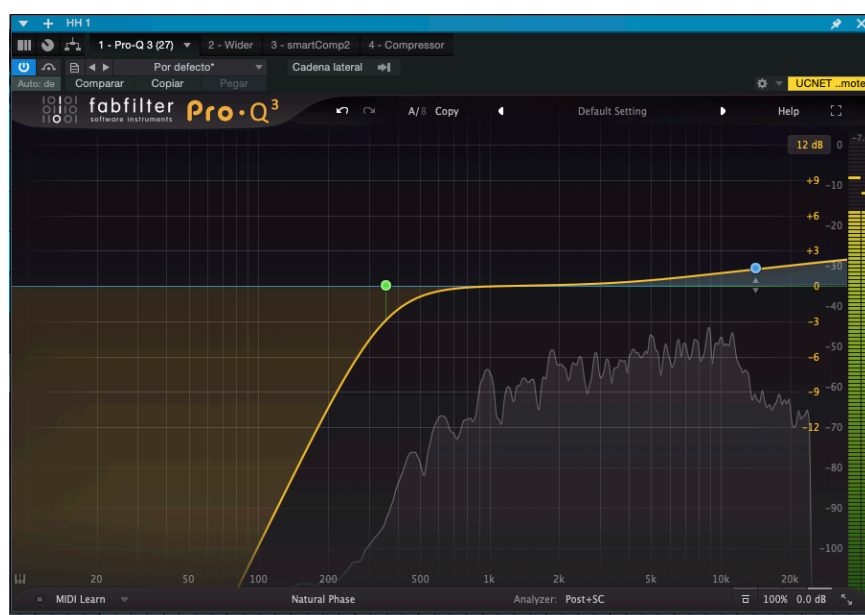 HH 1
1 - Pro-Q 3 (27) 2 - Wider 3 - smartComp2 4 - Compressor
Por defecto* Cadena lateral
Auto: de Comparar Copiar Pegar UCNET ..mote
fabfilter Pro·Q3
software instruments
A/B Copy Default Setting Help
12 dB 0
+9 -10
+6 -20
+3 -30
0 -40
-3 -50
-6 -60
-9
-12 -70
-80
-90
-100
20 50 100 200 500 1k 2k 5k 10k 20k
MIDI Learn Natural Phase Analyzer: Post+SC 100% 0.0 dB